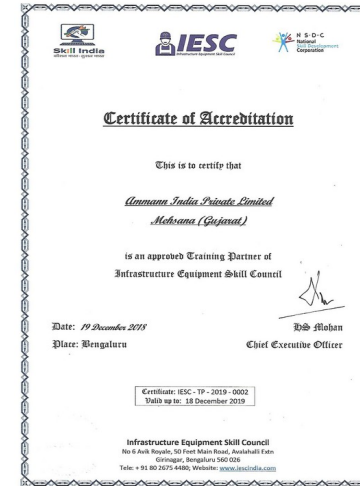 Skill India
कौशल भारत - कुशल भारत
IESC
Infrastructure Equipment Skill Council
N · S · D · C
National
Skill Development
Corporation
Certificate of Accreditation
This is to certify that
Ammann India Private Limited
Mehsana (Gujarat)
is an approved Training Partner of
Infrastructure Equipment Skill Council
Date: 19 December 2018
HS Mohan
Place: Bengaluru
Chief Executive Officer
Certificate: IESC - TP - 2019 - 0002
Valid up to: 18 December 2019
Infrastructure Equipment Skill Council
No 6 Avik Royale, 50 Feet Main Road, Avalahalli Extn
Girinagar, Bengaluru 560 026
Tele: + 91 80 2675 4480; Website: www.iescindia.com